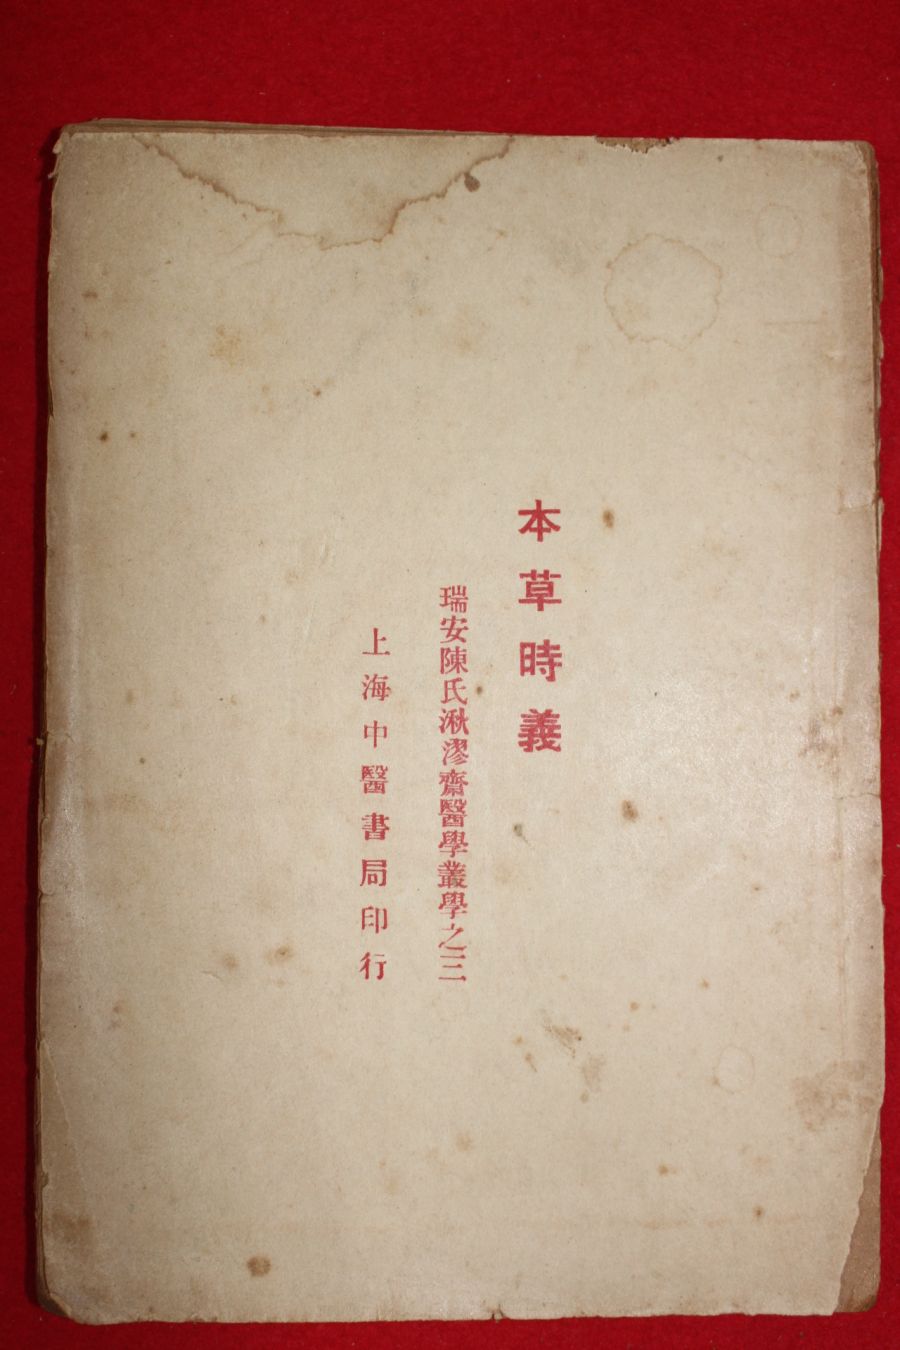 本草時義
瑞安陳氏湫漻齋醫學叢學之三
上海中醫書局印行